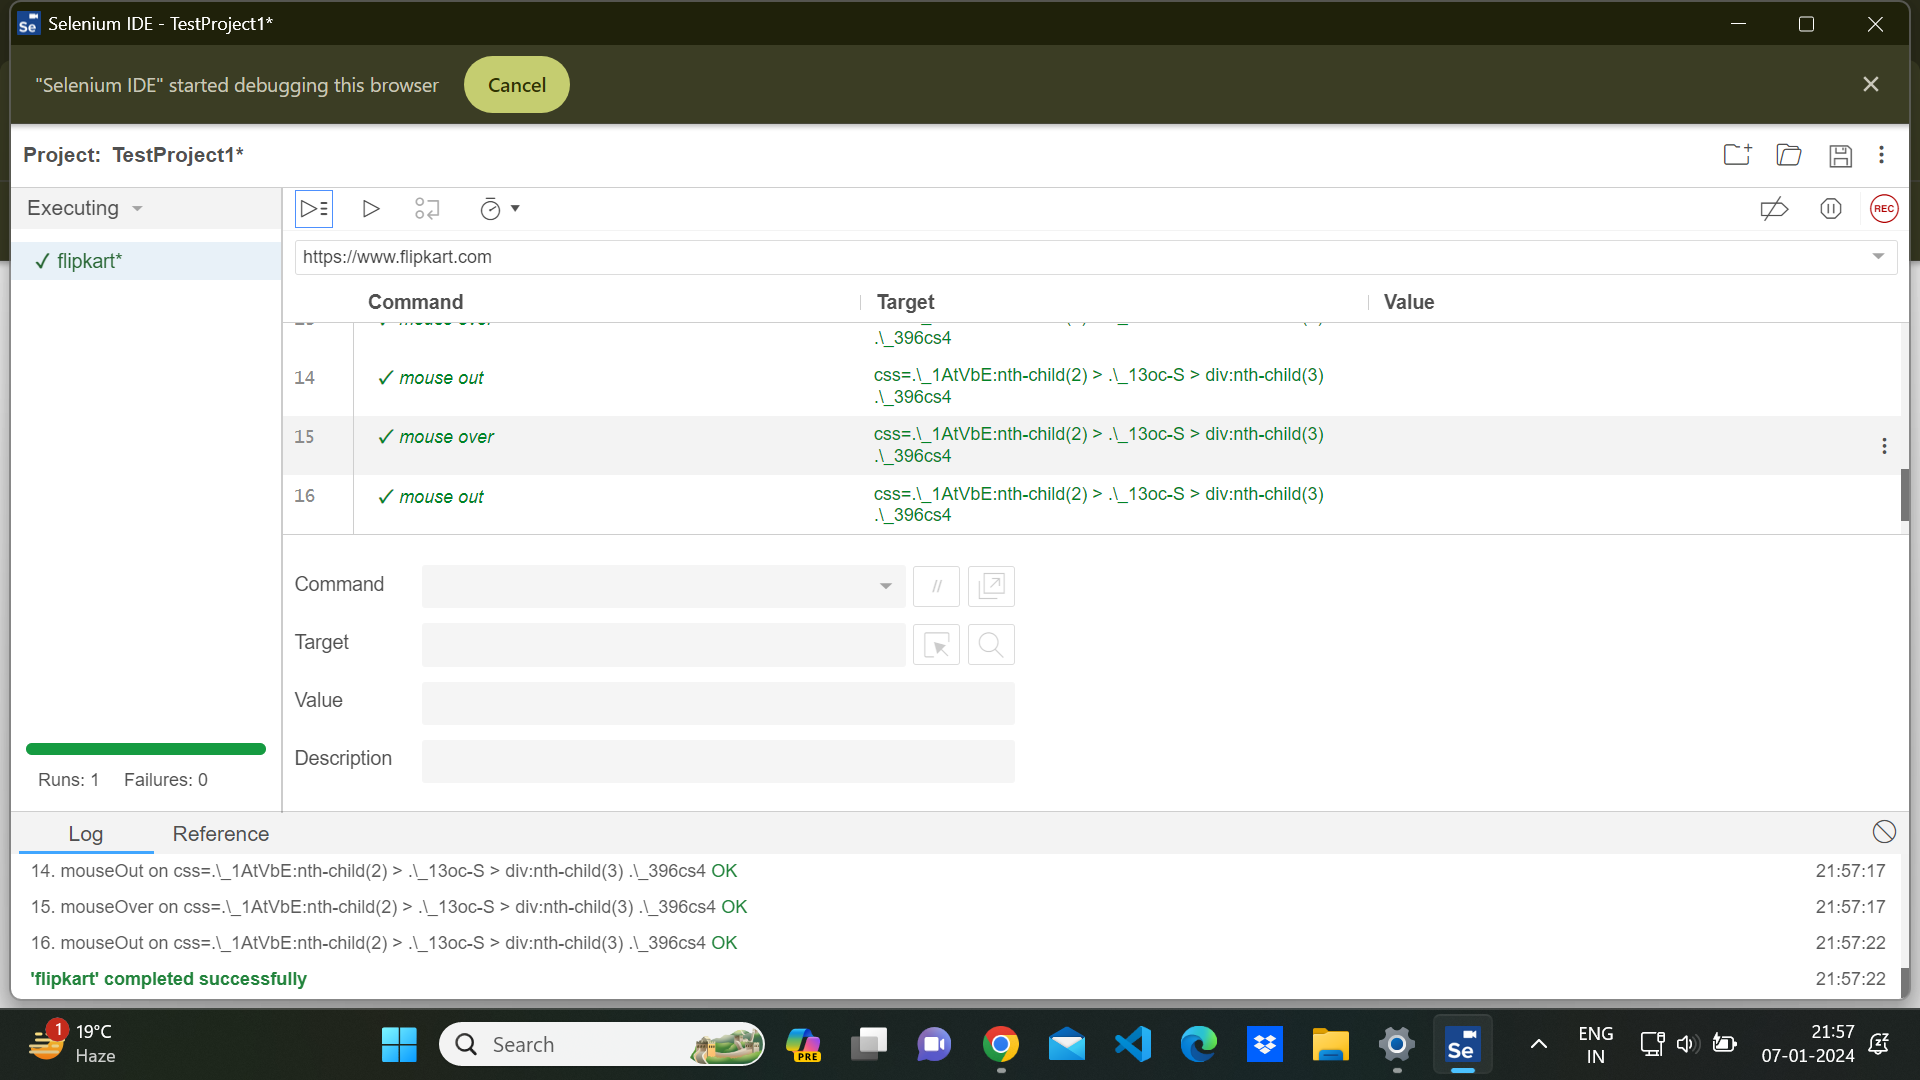 Selenium IDE - TestProject1*
"Selenium IDE" started debugging this browser
Cancel
Project: TestProject1*
Executing
REC
✓ flipkart*
https://www.flipkart.com
Command
Target
Value
✓ mouse over
.\_396cs4
14
✓ mouse out
css=.\_1AtVbE:nth-child(2) > .\_13oc-S > div:nth-child(3)
.\_396cs4
15
✓ mouse over
css=.\_1AtVbE:nth-child(2) > .\_13oc-S > div:nth-child(3)
.\_396cs4
16
✓ mouse out
css=.\_1AtVbE:nth-child(2) > .\_13oc-S > div:nth-child(3)
.\_396cs4
Command
//
Target
Value
Description
Runs: 1 Failures: 0
Log
Reference
14. mouseOut on css=.\_1AtVbE:nth-child(2) > .\_13oc-S > div:nth-child(3) .\_396cs4 OK
21:57:17
15. mouseOver on css=.\_1AtVbE:nth-child(2) > .\_13oc-S > div:nth-child(3) .\_396cs4 OK
21:57:17
16. mouseOut on css=.\_1AtVbE:nth-child(2) > .\_13oc-S > div:nth-child(3) .\_396cs4 OK
21:57:22
'flipkart' completed successfully
21:57:22
1
19°C
Haze
Search
PRE
Se
ENG
IN
21:57
07-01-2024